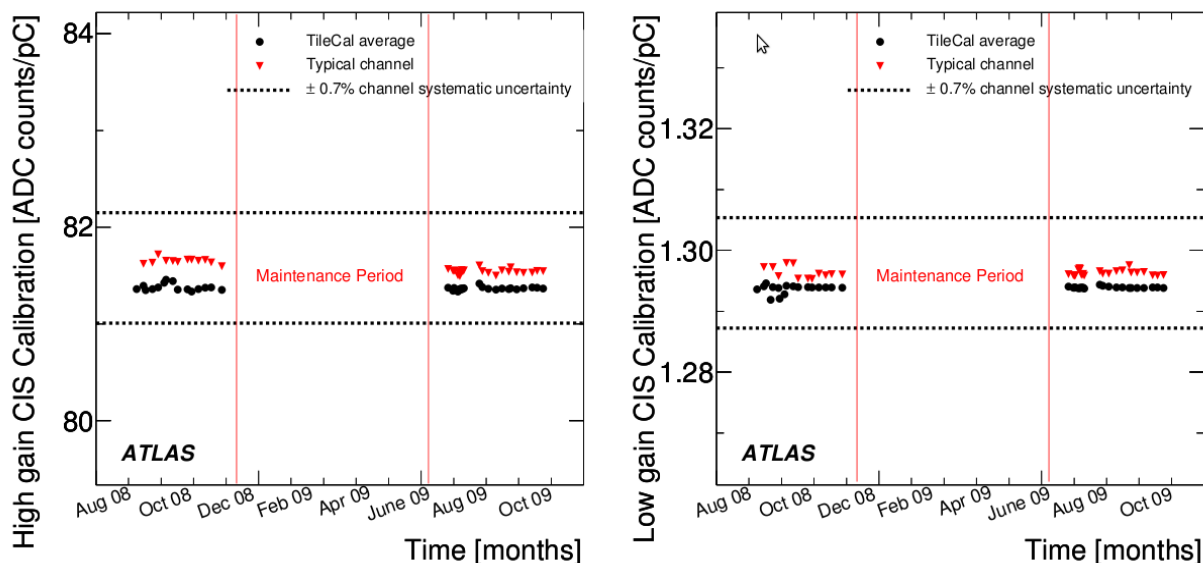 High gain CIS Calibration [ADC counts/pC]
84
82
80
TileCal average
Typical channel
± 0.7% channel systematic uncertainty
Maintenance Period
ATLAS
Aug 08 Oct 08 Dec 08 Feb 09 Apr 09 June 09 Aug 09 Oct 09
Time [months]
Low gain CIS Calibration [ADC counts/pC]
1.32
1.30
1.28
TileCal average
Typical channel
± 0.7% channel systematic uncertainty
Maintenance Period
ATLAS
Aug 08 Oct 08 Dec 08 Feb 09 Apr 09 June 09 Aug 09 Oct 09
Time [months]